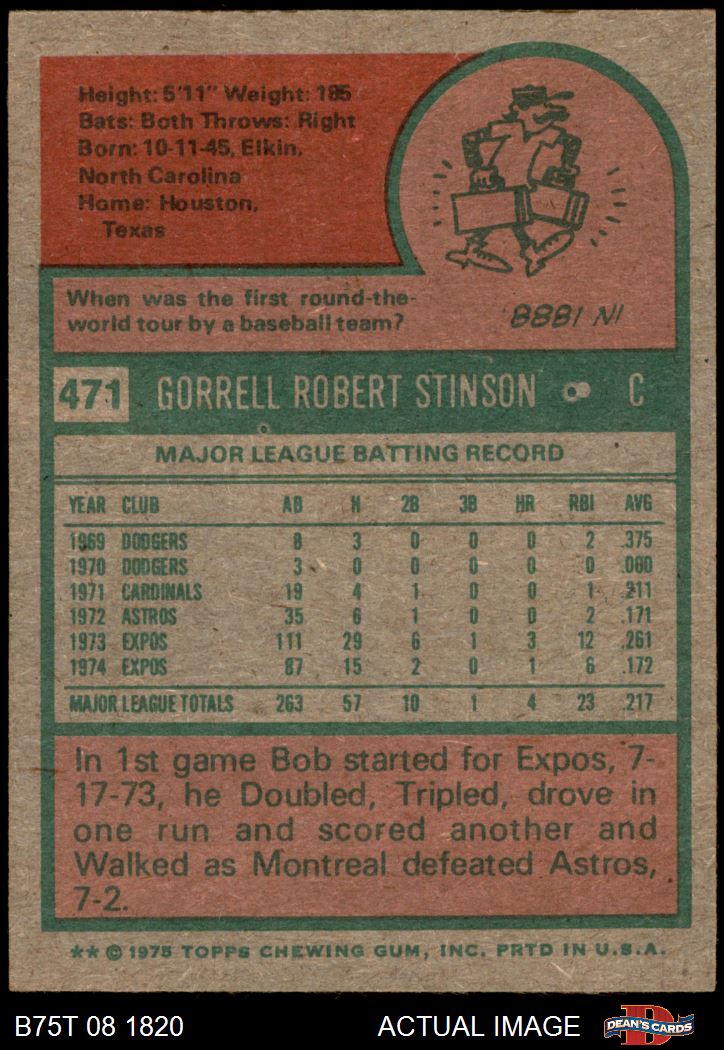 Height: 5'11" Weight: 185
Bats: Both Throws: Right
Born: 10-11-45, Elkin,
North Carolina
Home: Houston,
Texas
When was the first round-the-
world tour by a baseball team?
IN 1888.
471 GORRELL ROBERT STINSON • C
MAJOR LEAGUE BATTING RECORD
YEAR CLUB AB H 2B 3B HR RBI AVG
1969 DODGERS 8 3 0 0 0 2 .375
1970 DODGERS 3 0 0 0 0 0 .000
1971 CARDINALS 19 4 1 0 0 1 .211
1972 ASTROS 35 6 1 0 0 2 .171
1973 EXPOS 111 29 6 1 3 12 .261
1974 EXPOS 87 15 2 0 1 6 .172
MAJOR LEAGUE TOTALS 263 57 10 1 4 23 .217
In 1st game Bob started for Expos, 7-
17-73, he Doubled, Tripled, drove in
one run and scored another and
Walked as Montreal defeated Astros,
7-2.
** © 1975 TOPPS CHEWING GUM, INC. PRTD IN U.S.A.
B75T 08 1820 ACTUAL IMAGE DEAN'S CARDS